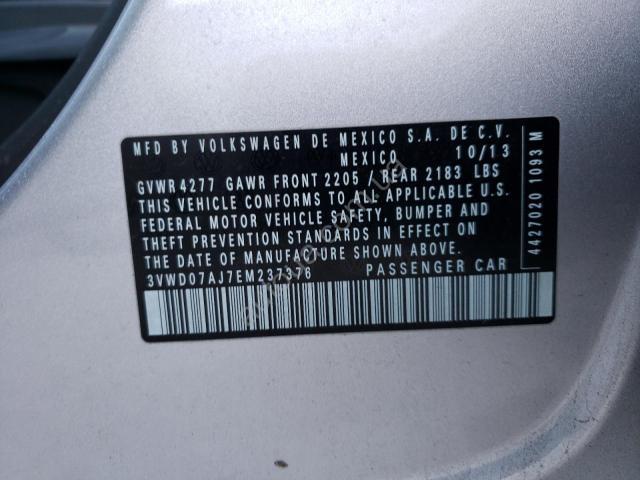 MFD BY VOLKSWAGEN DE MEXICO S.A. DE C.V.
MEXICO 10/13
GVWR 4277 GAWR FRONT 2205 / REAR 2183 LBS
THIS VEHICLE CONFORMS TO ALL APPLICABLE U.S.
FEDERAL MOTOR VEHICLE SAFETY, BUMPER AND
THEFT PREVENTION STANDARDS IN EFFECT ON
THE DATE OF MANUFACTURE SHOWN ABOVE.
3VWD07AJ7EM237376 PASSENGER CAR
4427020 1093 M